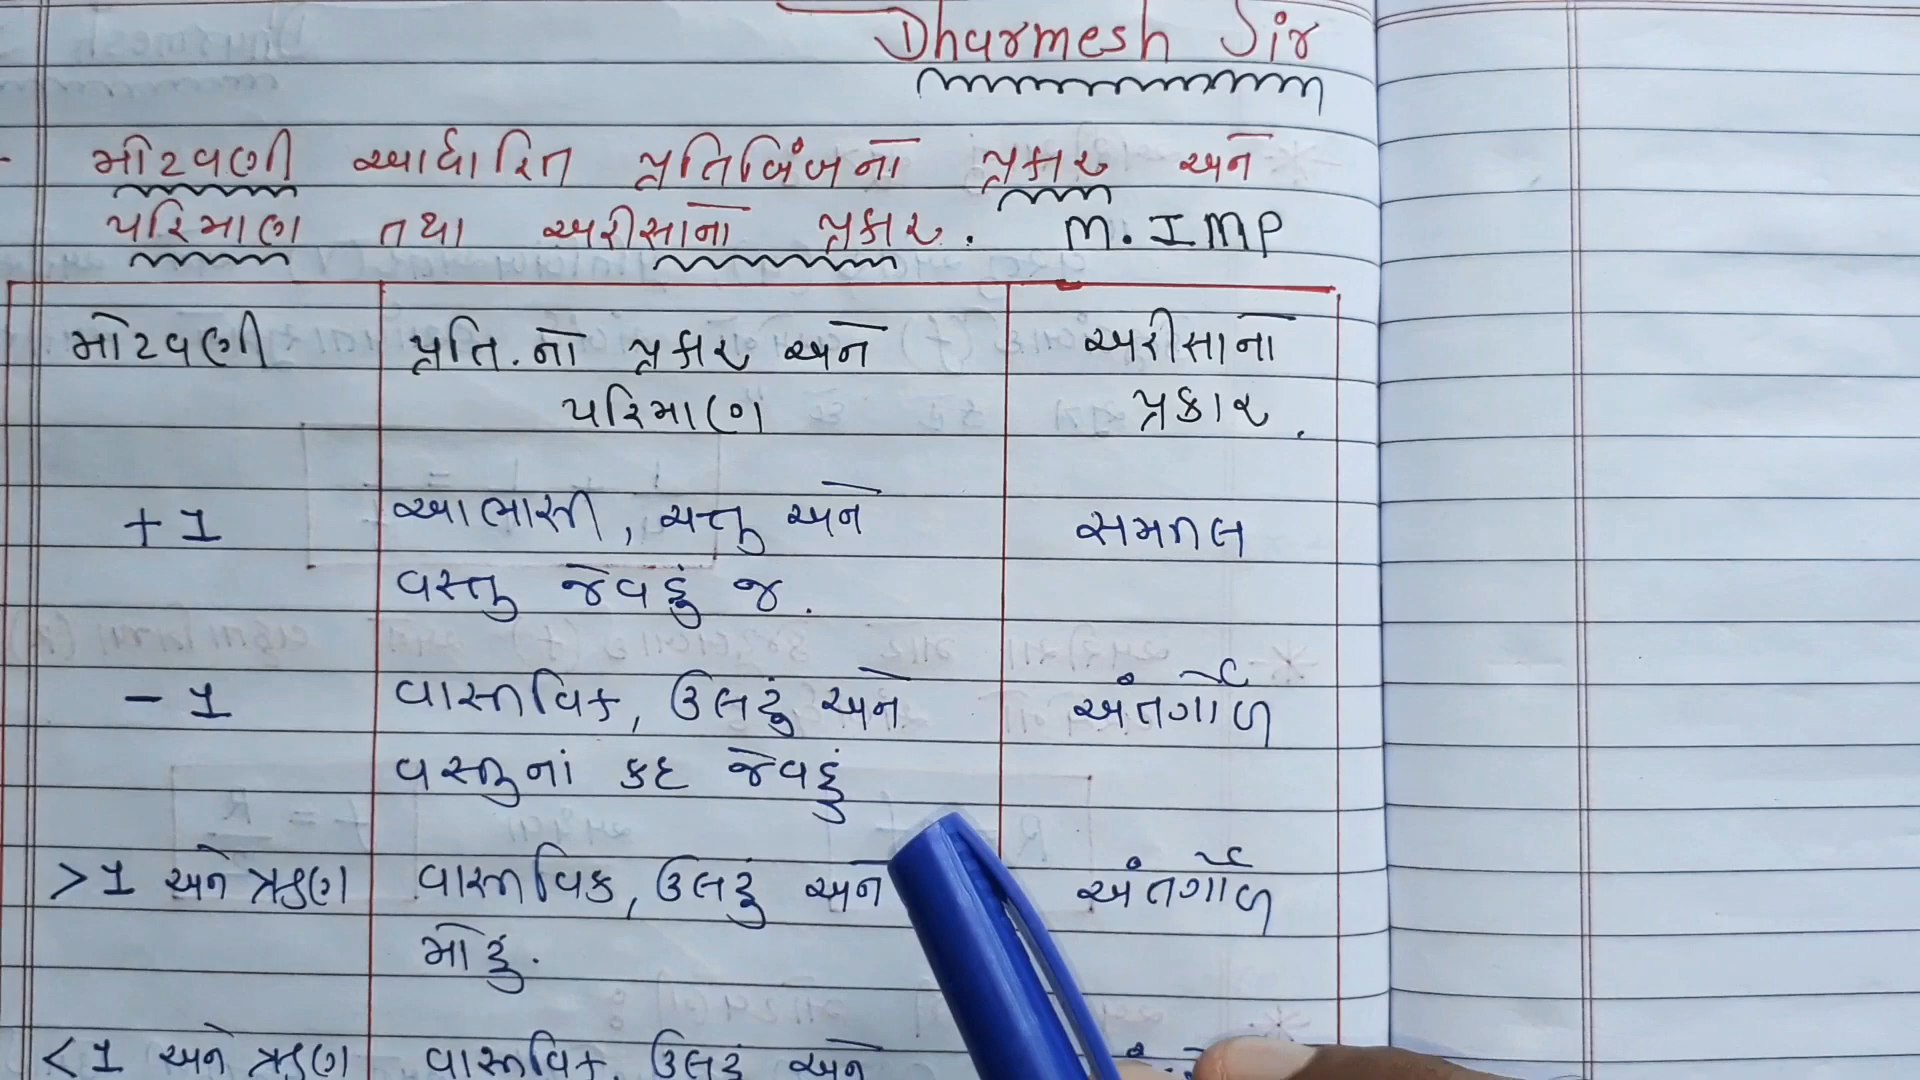 Dharmesh Sir
મોટવણી આધારિત પ્રતિબિંબનો પ્રકાર અને
પરિમાણ તથા અરીસાનો પ્રકાર. M. IMP
મોટવણી પ્રતિ. નો પ્રકાર અને પરિમાણ અરીસાનો પ્રકાર.
+1 આભાસી, ચત્તુ અને સમતલ
વસ્તુ જેવડું જ.
-1 વાસ્તવિક, ઉલટું અને અંતર્ગોળ
વસ્તુનાં કદ જેવડું
>1 અને ઋણ વાસ્તવિક, ઉલટું અને અંતર્ગોળ
મોટું.
<1 અને ઋણ વાસ્તવિક, ઉલટું અને